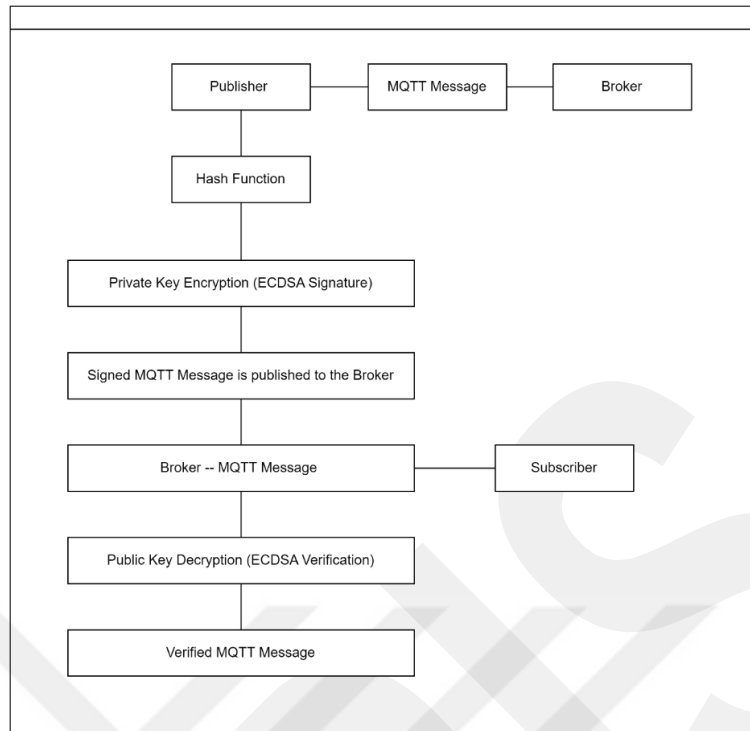 Publisher
MQTT Message
Broker
Hash Function
Private Key Encryption (ECDSA Signature)
Signed MQTT Message is published to the Broker
Broker -- MQTT Message
Subscriber
Public Key Decryption (ECDSA Verification)
Verified MQTT Message